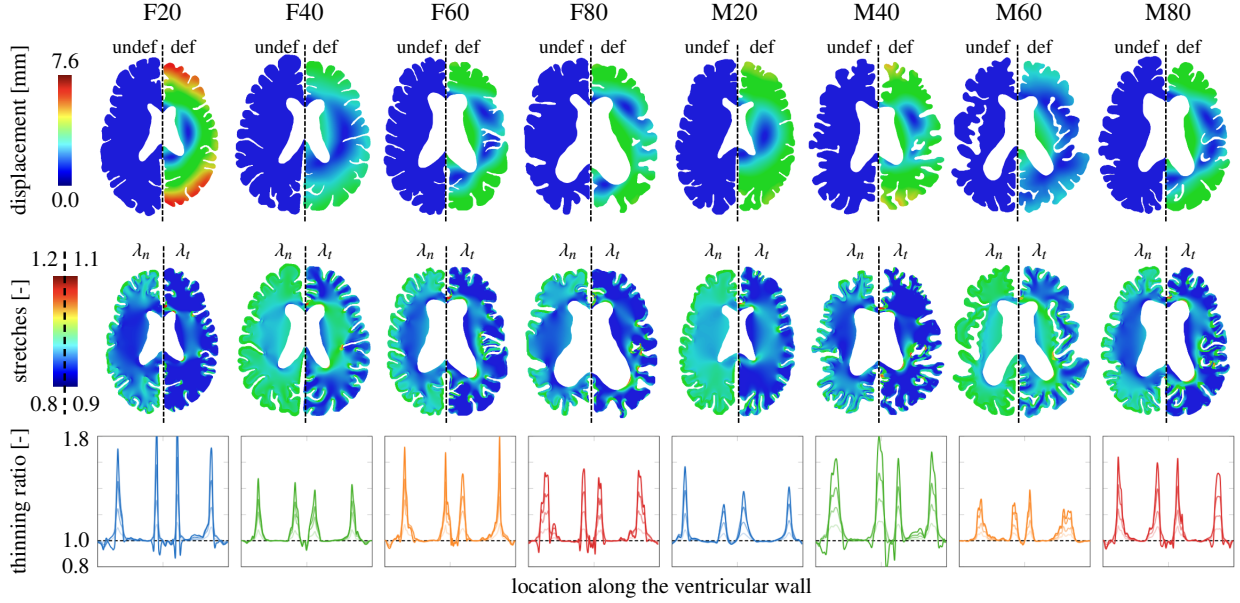 F20 F40 F60 F80 M20 M40 M60 M80
undef def undef def undef def undef def undef def undef def undef def undef def
displacement [mm]
7.6
0.0
λn λt λn λt λn λt λn λt λn λt λn λt λn λt λn λt
stretches [-]
1.2 1.1
0.8 0.9
thinning ratio [-]
1.8
1.0
0.8
location along the ventricular wall